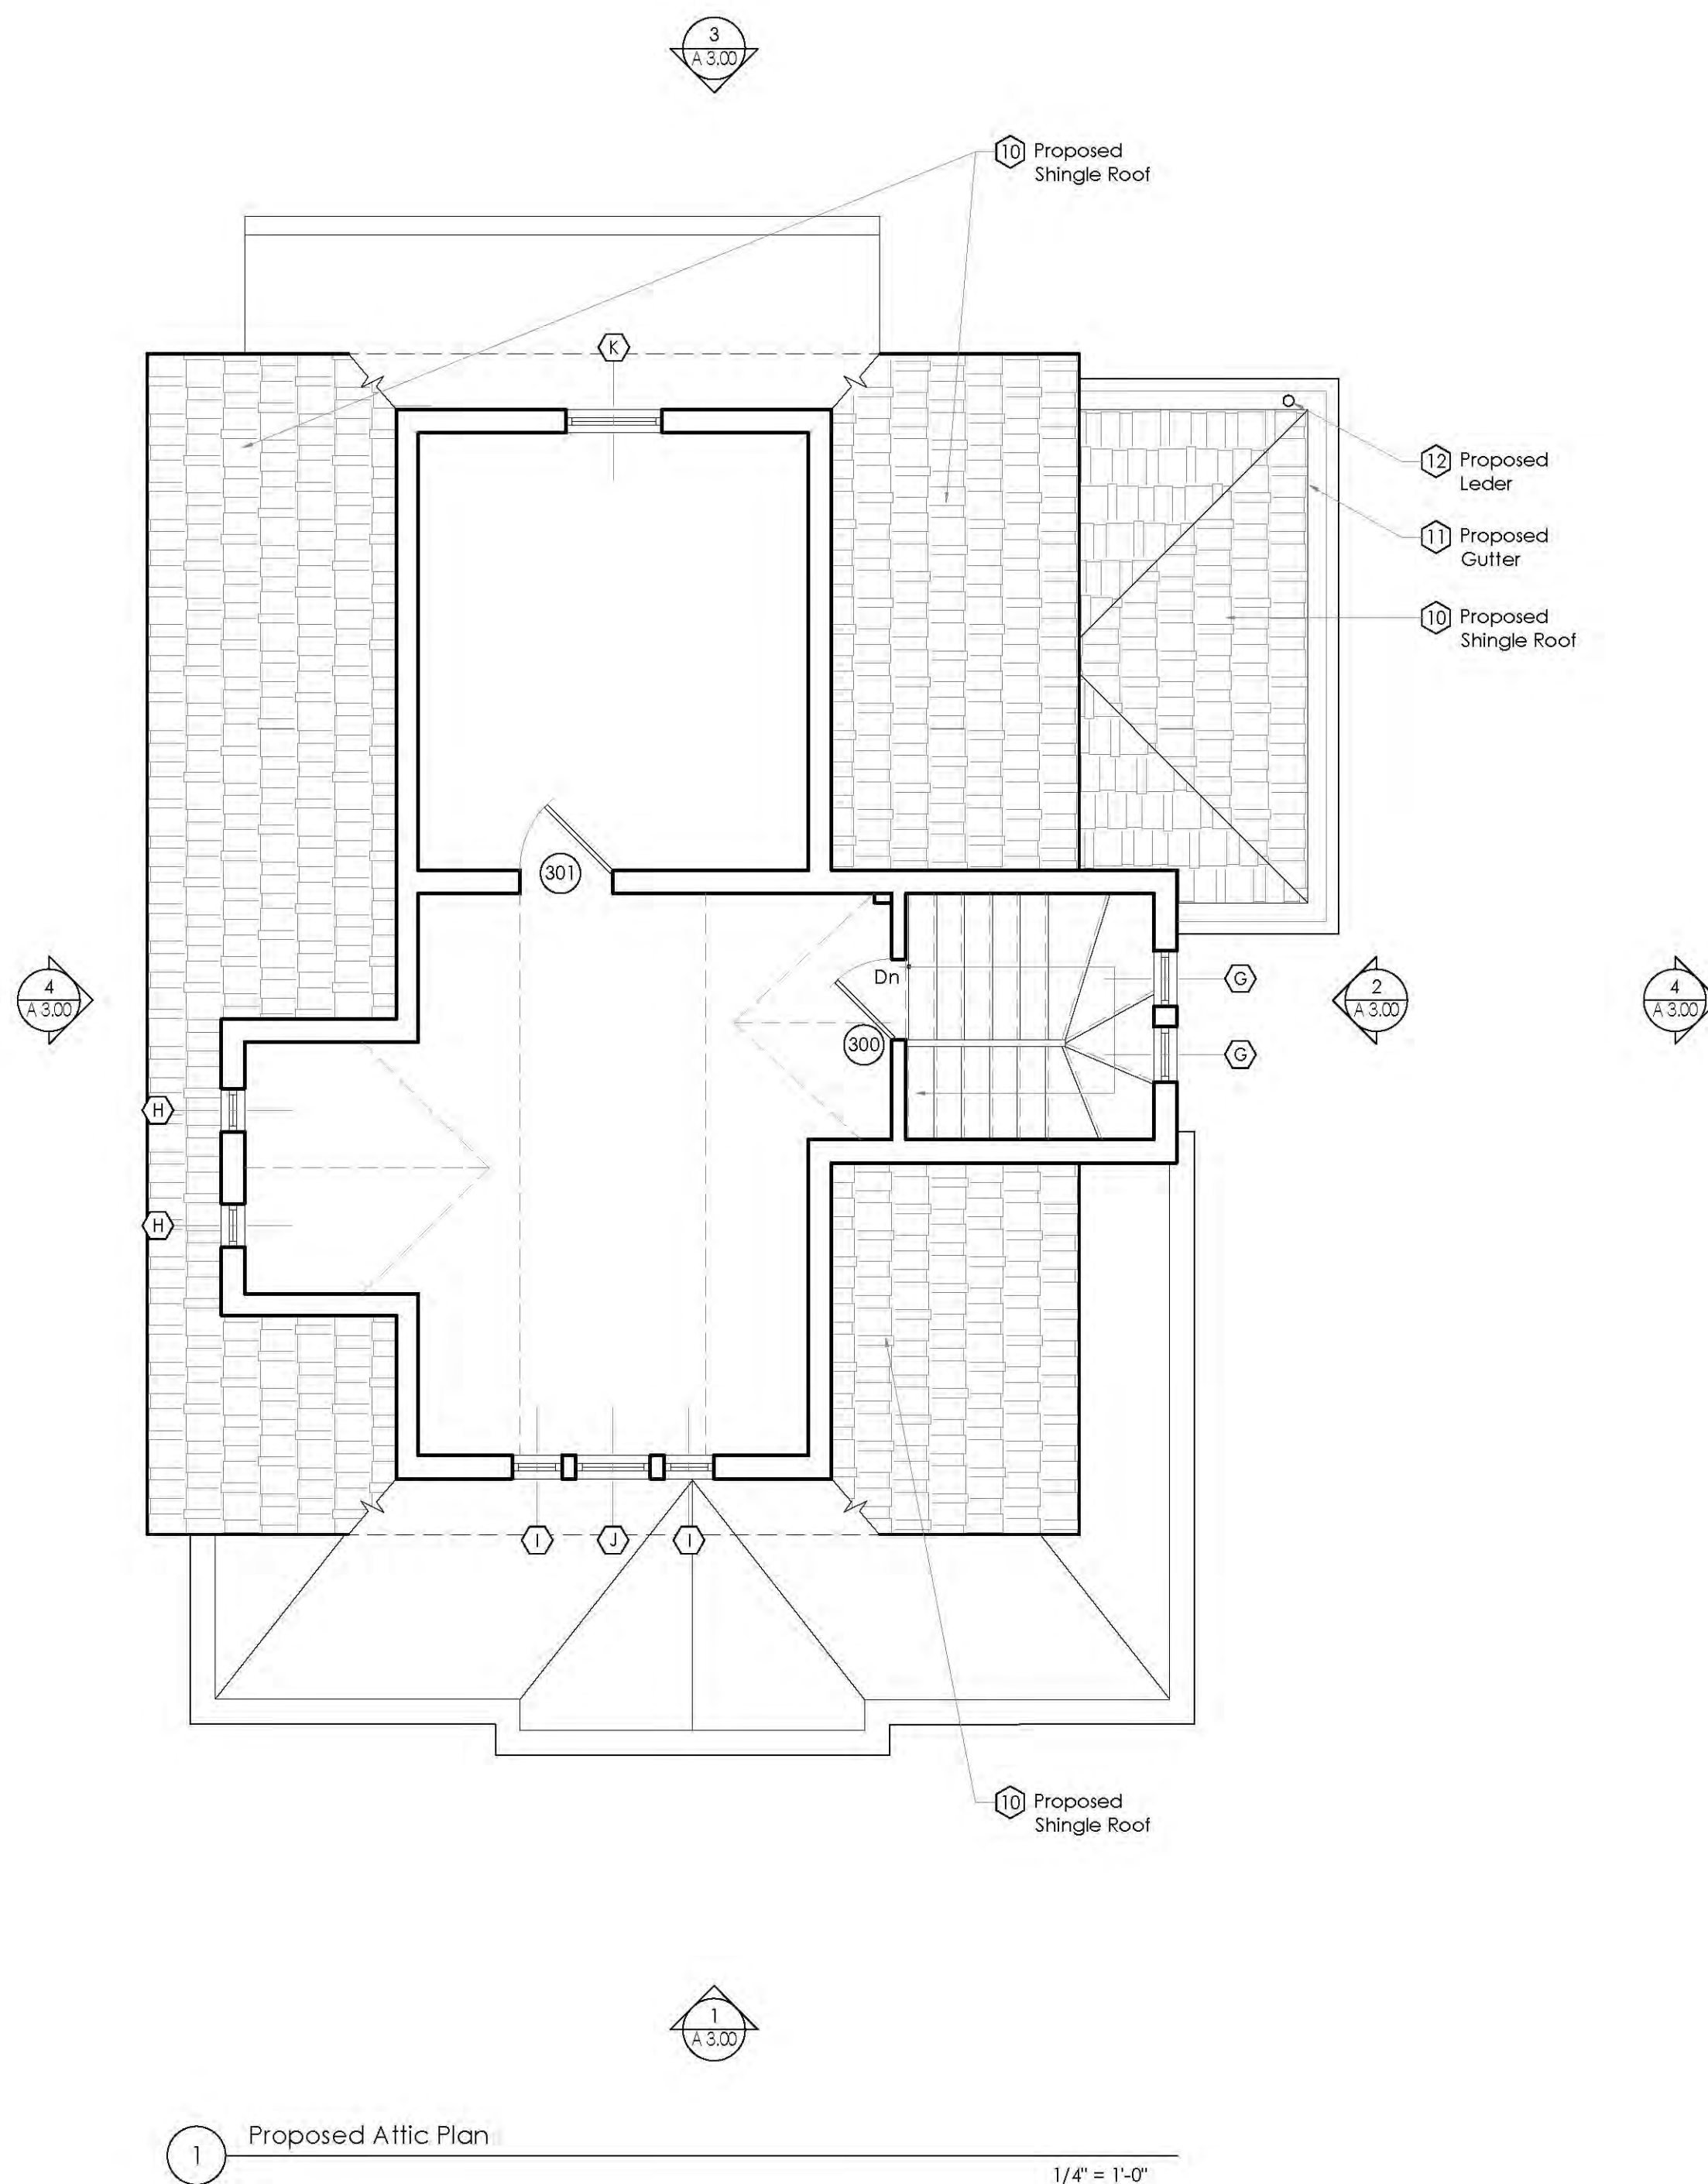 3
A 3.00
10 Proposed
Shingle Roof
K
12 Proposed
Leder
11 Proposed
Gutter
10 Proposed
Shingle Roof
301
Dn
G
4
A 3.00
2
A 3.00
4
A 3.00
300
G
H
H
I
J
I
10 Proposed
Shingle Roof
1
A 3.00
1
Proposed Attic Plan
1/4" = 1'-0"